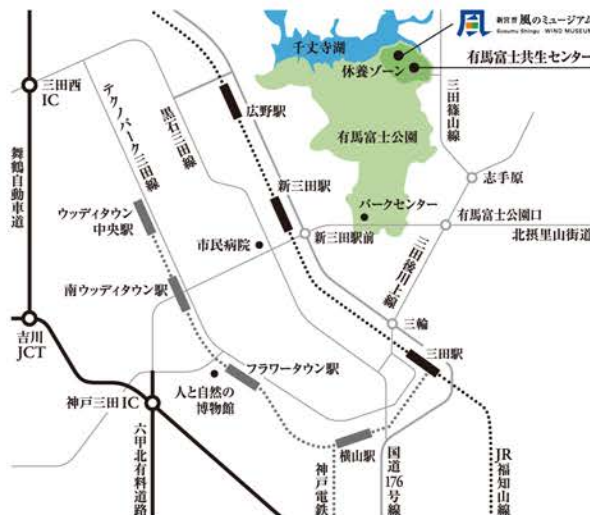 新宮晋 風のミュージアム
Susumu Shingu WIND MUSEUM
千丈寺湖
休養ゾーン
有馬富士共生センター
三田西
IC
テクノパーク三田線
黒石三田線
広野駅
有馬富士公園
三田篠山線
志手原
舞鶴自動車道
ウッディタウン
中央駅
新三田駅
パークセンター
有馬富士公園口
市民病院
新三田駅前
北摂里山街道
三田後川上線
南ウッディタウン駅
三輪
吉川
JCT
三田駅
フラワータウン駅
人と自然の
博物館
神戸三田IC
横山駅
六甲北有料道路
神戸電鉄
国道176号線
JR福知山線